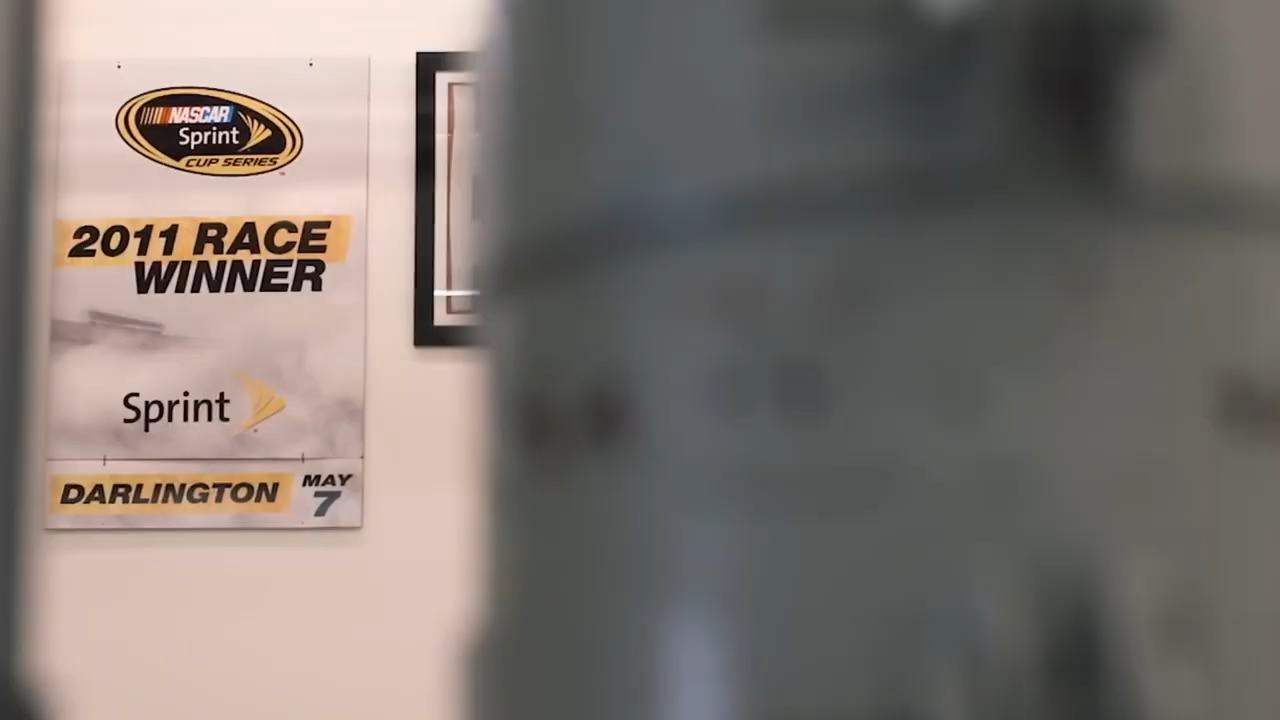 NASCAR
Sprint
CUP SERIES
2011 RACE
WINNER
Sprint
DARLINGTON
MAY
7